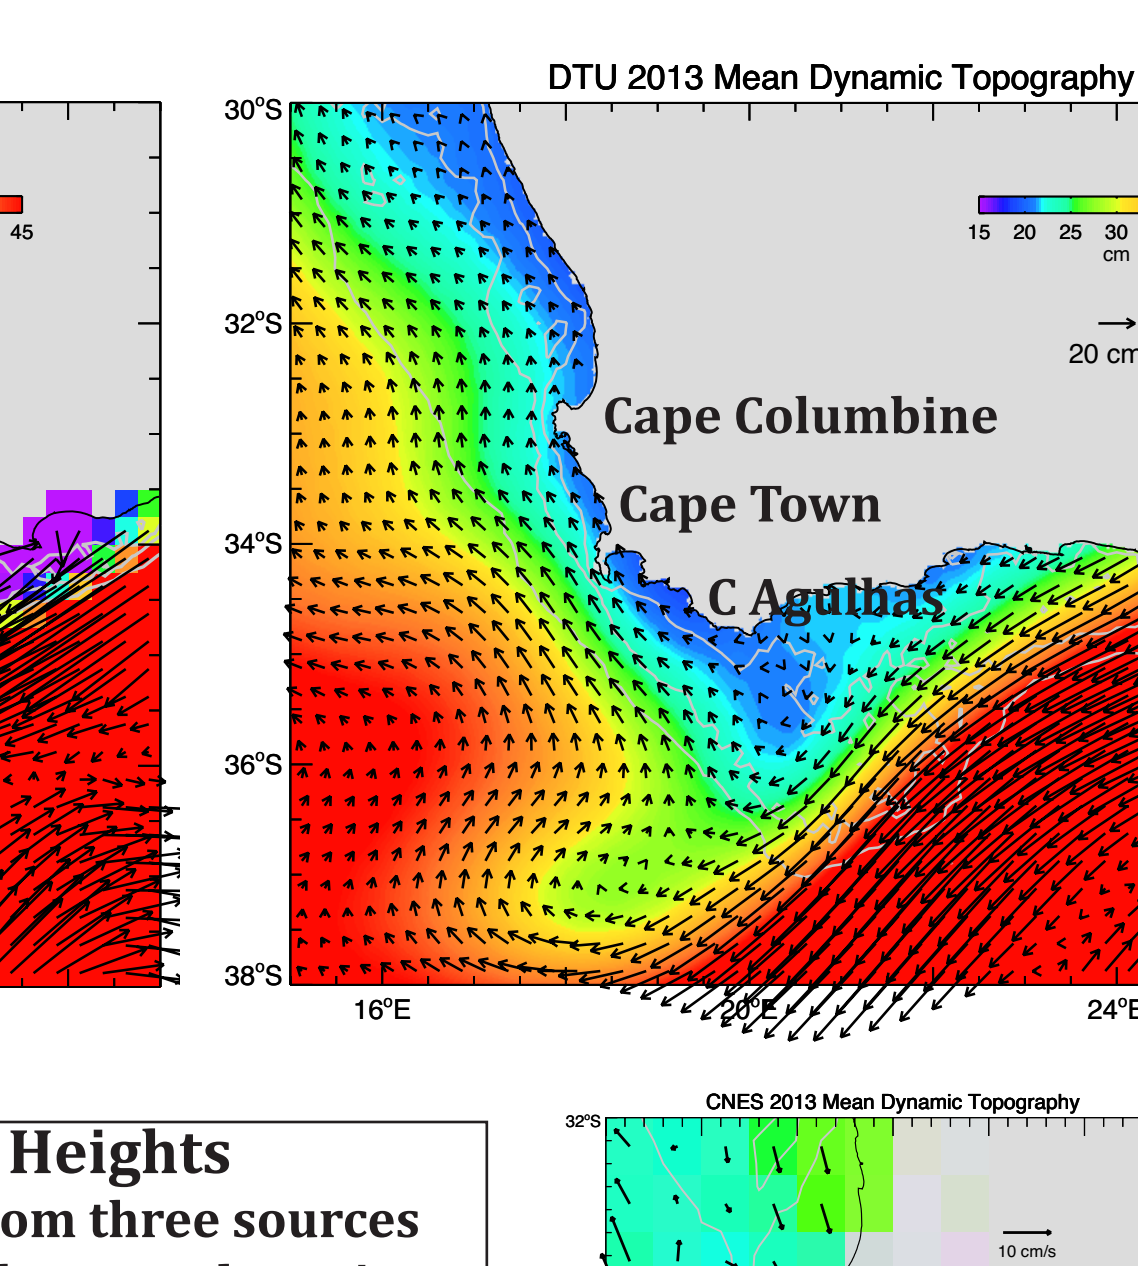 DTU 2013 Mean Dynamic Topography
30°S
45
15 20 25 30
cm
32°S
20 cm
Cape Columbine
Cape Town
34°S
C Agulhas
36°S
38°S
16°E 20°E 24°E
CNES 2013 Mean Dynamic Topography
32°S
Heights
om three sources
10 cm/s